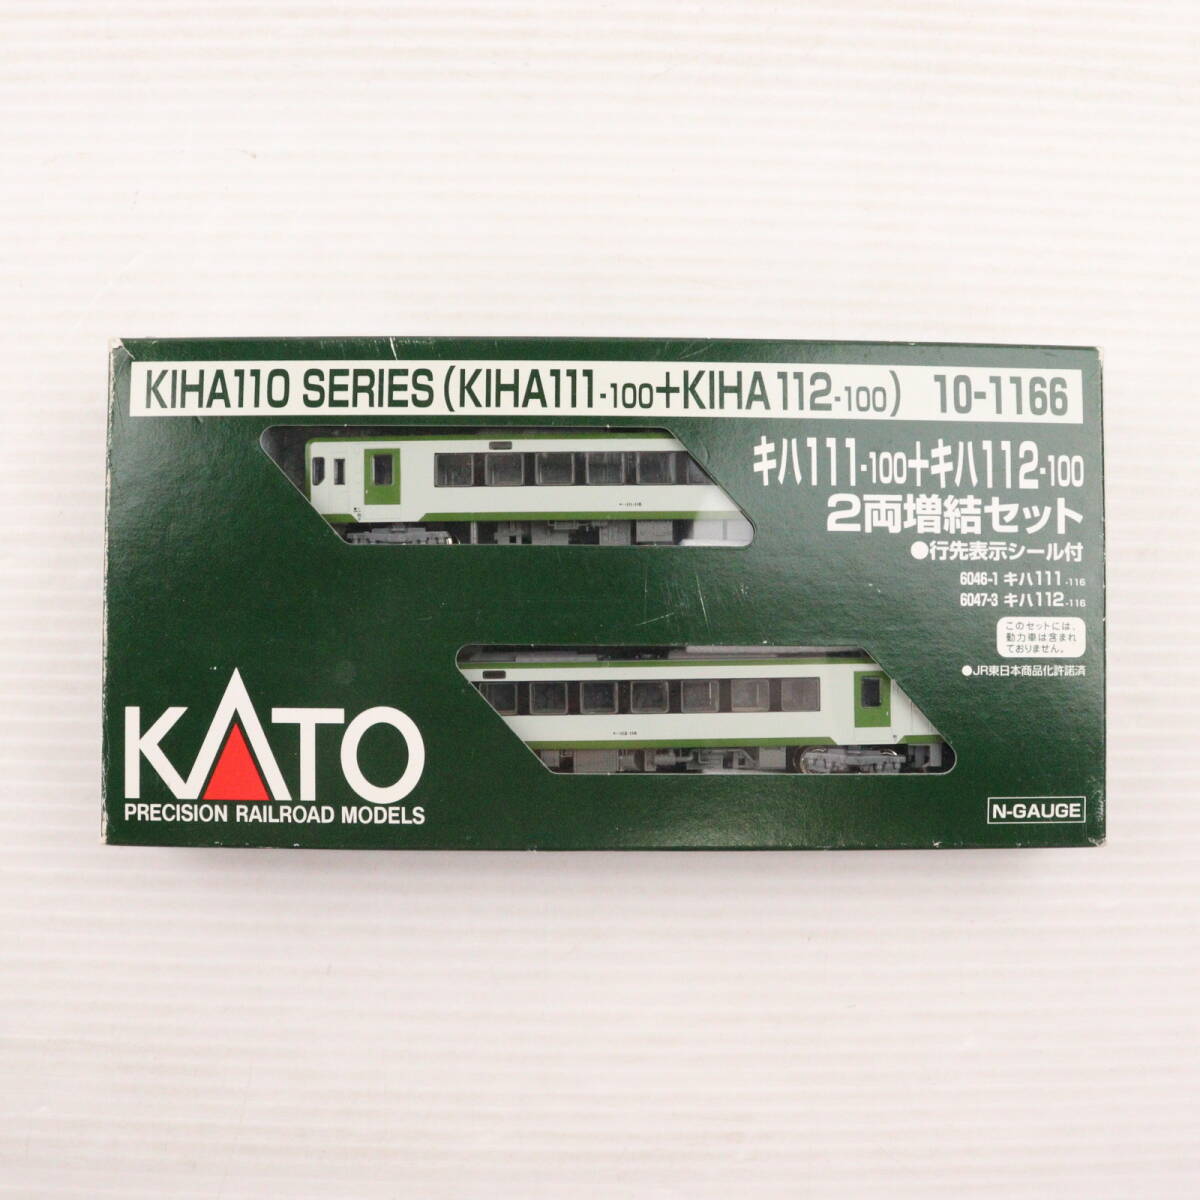 KIHA110 SERIES (KIHA111-100+KIHA112-100) 10-1166
キハ111-100+キハ112-100
2両増結セット
●行先表示シール付
6046-1 キハ111-116
6047-3 キハ112-116
このセットには、
動力車は含まれ
ておりません。
●JR東日本商品化許諾済
KATO
PRECISION RAILROAD MODELS
N-GAUGE